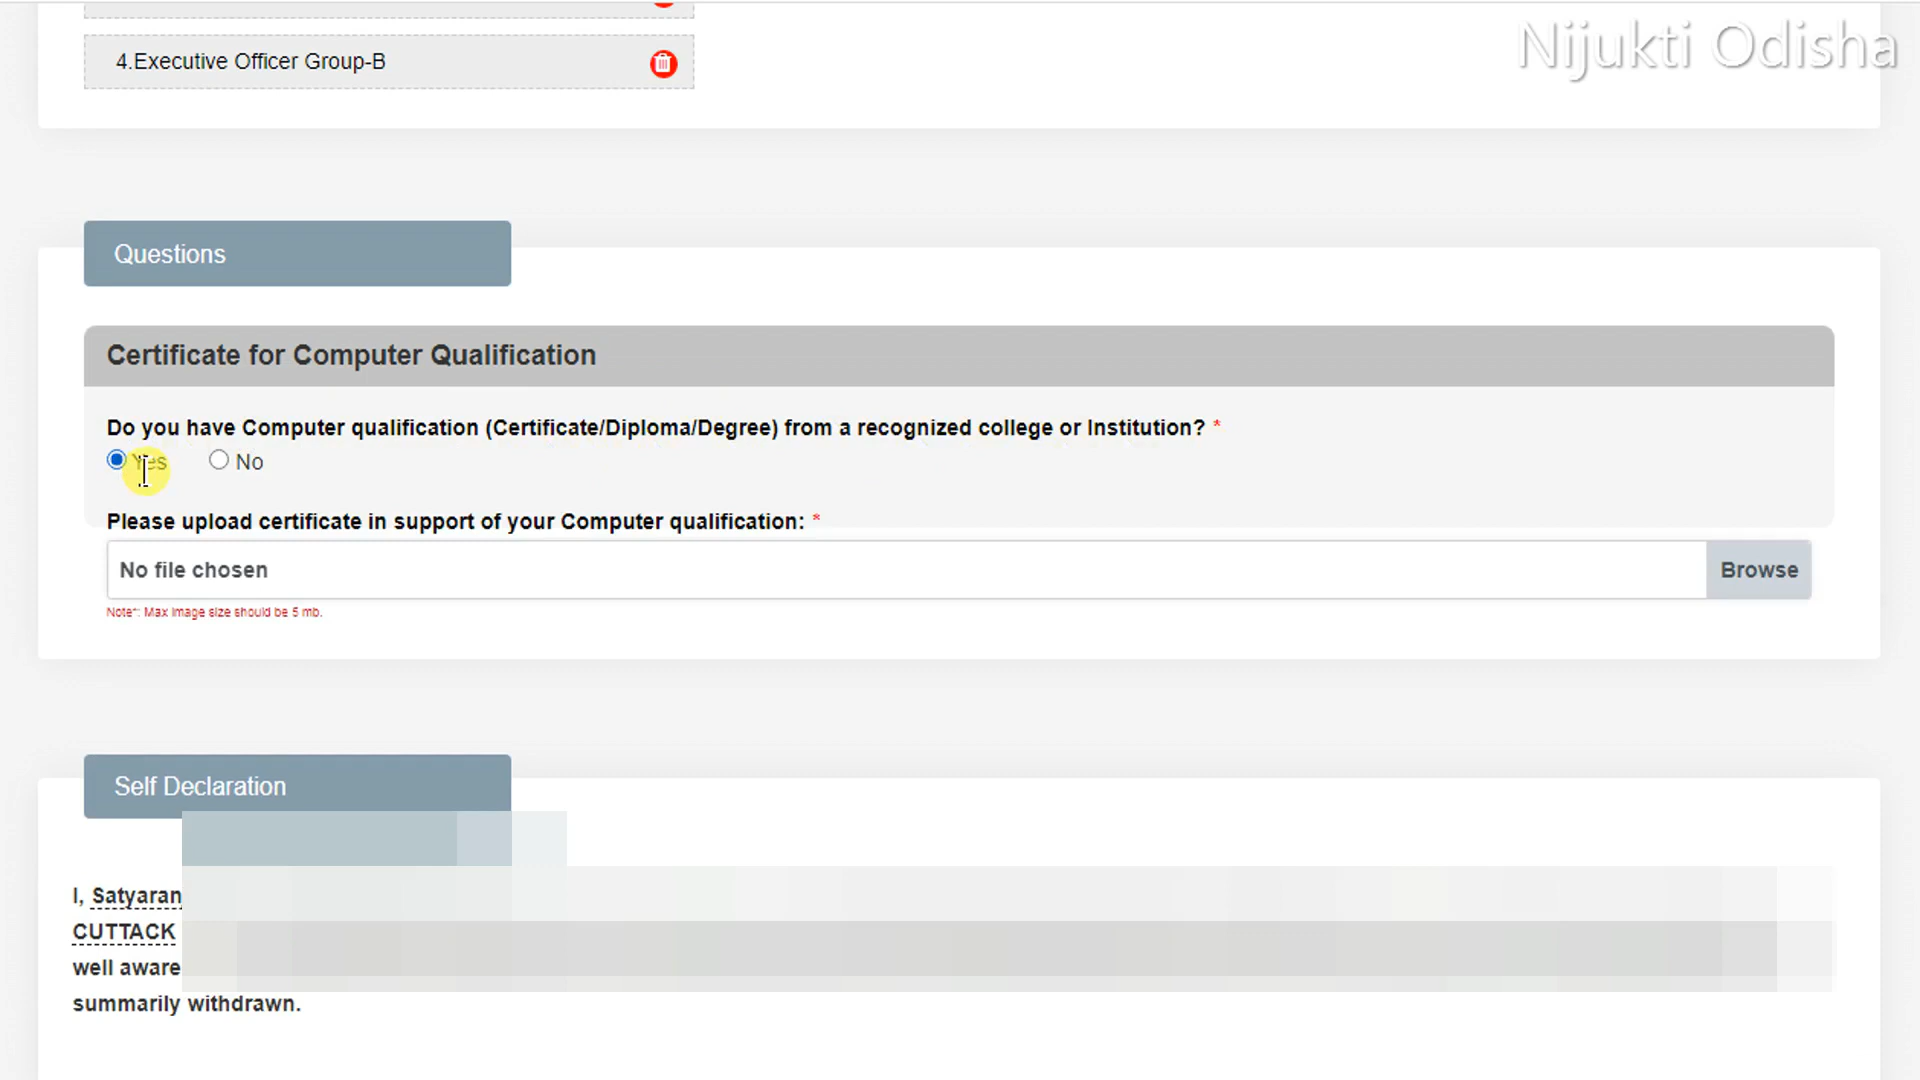 4.Executive Officer Group-B
Nijukti Odisha
Questions
Certificate for Computer Qualification
Do you have Computer qualification (Certificate/Diploma/Degree) from a recognized college or Institution? *
Yes No
Please upload certificate in support of your Computer qualification: *
No file chosen Browse
Note*: Max image size should be 5 mb.
Self Declaration
I, Satyaran
CUTTACK
well aware
summarily withdrawn.